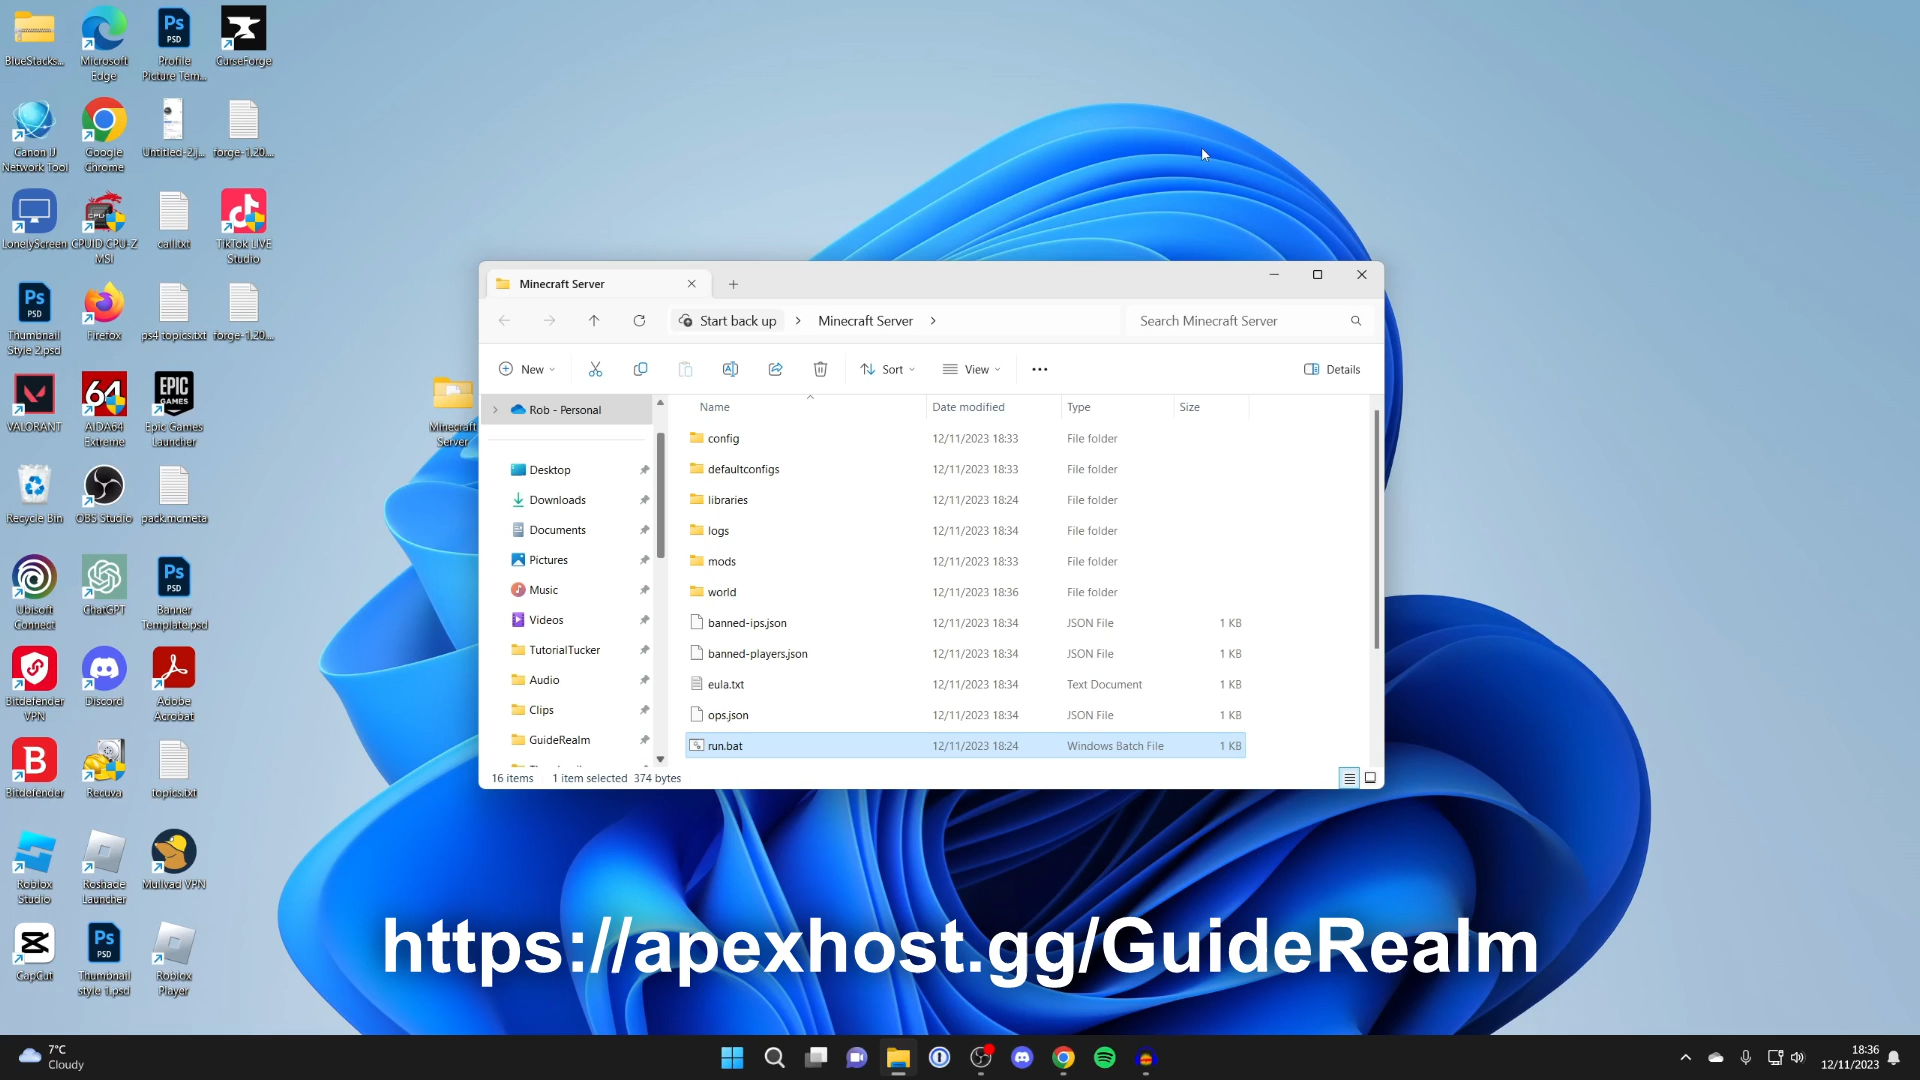 BlueStacks...
Microsoft
Edge
Profile
Picture Tem...
CurseForge
Canon IJ
Network Tool
Google
Chrome
Untitled-2.j...
forge-1.20....
LonelyScreen
CPUID CPU-Z
MSI
call.txt
TikTok LIVE
Studio
Thumbnail
Style 2.psd
Firefox
ps4 topics.txt
forge-1.20....
VALORANT
AIDA64
Extreme
Epic Games
Launcher
Minecraft
Server
Recycle Bin
OBS Studio
pack.mcmeta
Ubisoft
Connect
ChatGPT
Banner
Template.psd
Bitdefender
VPN
Discord
Adobe
Acrobat
Bitdefender
Recuva
topics.txt
Roblox
Studio
Roshade
Launcher
Mullvad VPN
CapCut
Thumbnail
style 1.psd
Roblox
Player
Minecraft Server
Start back up
Minecraft Server
Search Minecraft Server
New
Sort
View
Details
Rob - Personal
Desktop
Downloads
Documents
Pictures
Music
Videos
TutorialTucker
Audio
Clips
GuideRealm
Name Date modified Type Size
config 12/11/2023 18:33 File folder
defaultconfigs 12/11/2023 18:33 File folder
libraries 12/11/2023 18:24 File folder
logs 12/11/2023 18:34 File folder
mods 12/11/2023 18:33 File folder
world 12/11/2023 18:36 File folder
banned-ips.json 12/11/2023 18:34 JSON File 1 KB
banned-players.json 12/11/2023 18:34 JSON File 1 KB
eula.txt 12/11/2023 18:34 Text Document 1 KB
ops.json 12/11/2023 18:34 JSON File 1 KB
run.bat 12/11/2023 18:24 Windows Batch File 1 KB
16 items 1 item selected 374 bytes
https://apexhost.gg/GuideRealm
7°C
Cloudy
18:36
12/11/2023